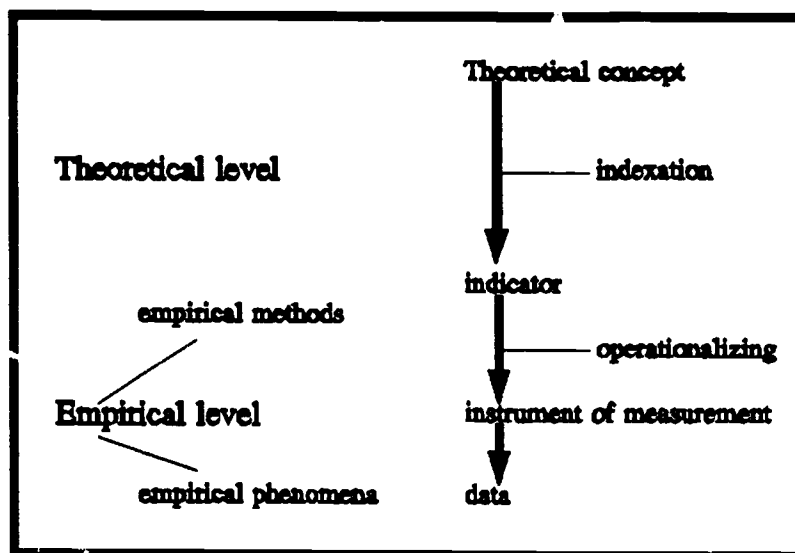 Theoretical concept
Theoretical level
indexation
indicator
empirical methods
operationalizing
Empirical level
instrument of measurement
empirical phenomena
data